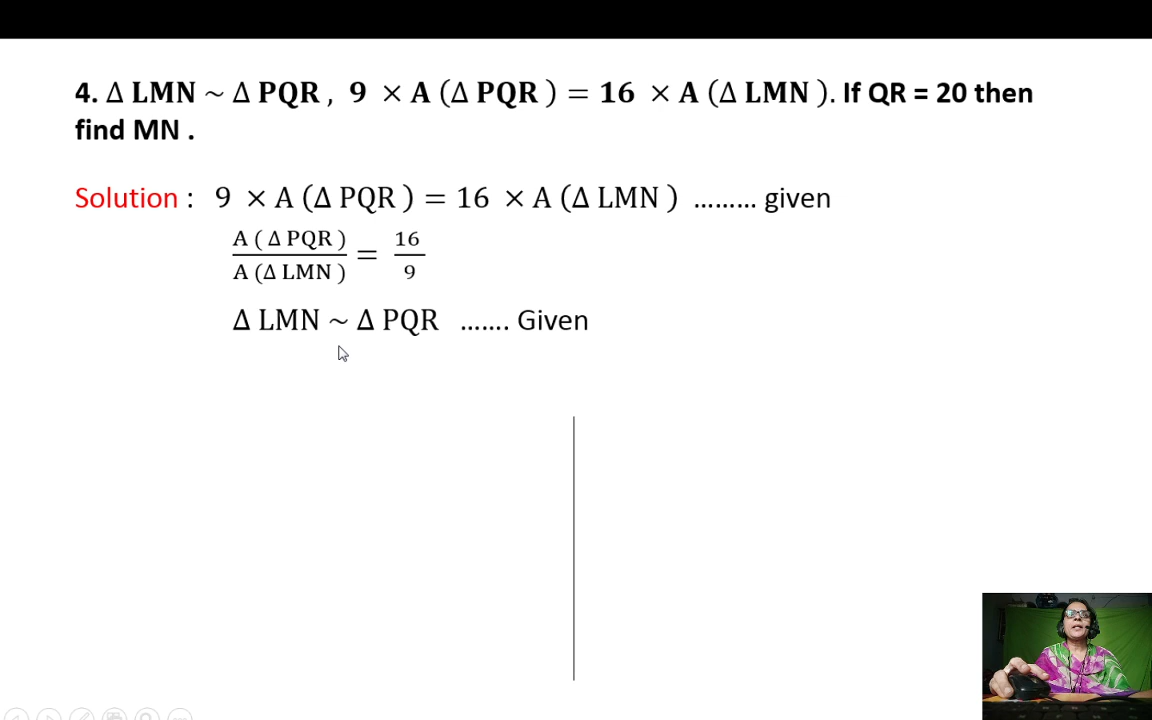 4. Δ LMN ~ Δ PQR , 9 × A (Δ PQR ) = 16 × A (Δ LMN ). If QR = 20 then
find MN .
Solution : 9 × A (Δ PQR ) = 16 × A (Δ LMN ) ......... given
A ( Δ PQR ) / A (Δ LMN ) = 16 / 9
Δ LMN ~ Δ PQR ....... Given